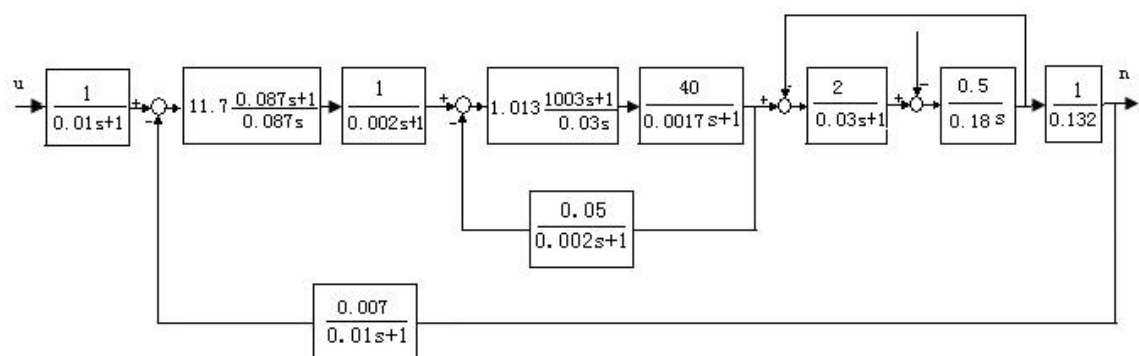 u
1
0.01s+1
+
-
11.7 0.087s+1
0.087s
1
0.002s+1
+
-
1.013 1003s+1
0.03s
40
0.0017s+1
+
-
2
0.03s+1
+
-
0.5
0.18s
1
0.132
n
0.05
0.002s+1
0.007
0.01s+1